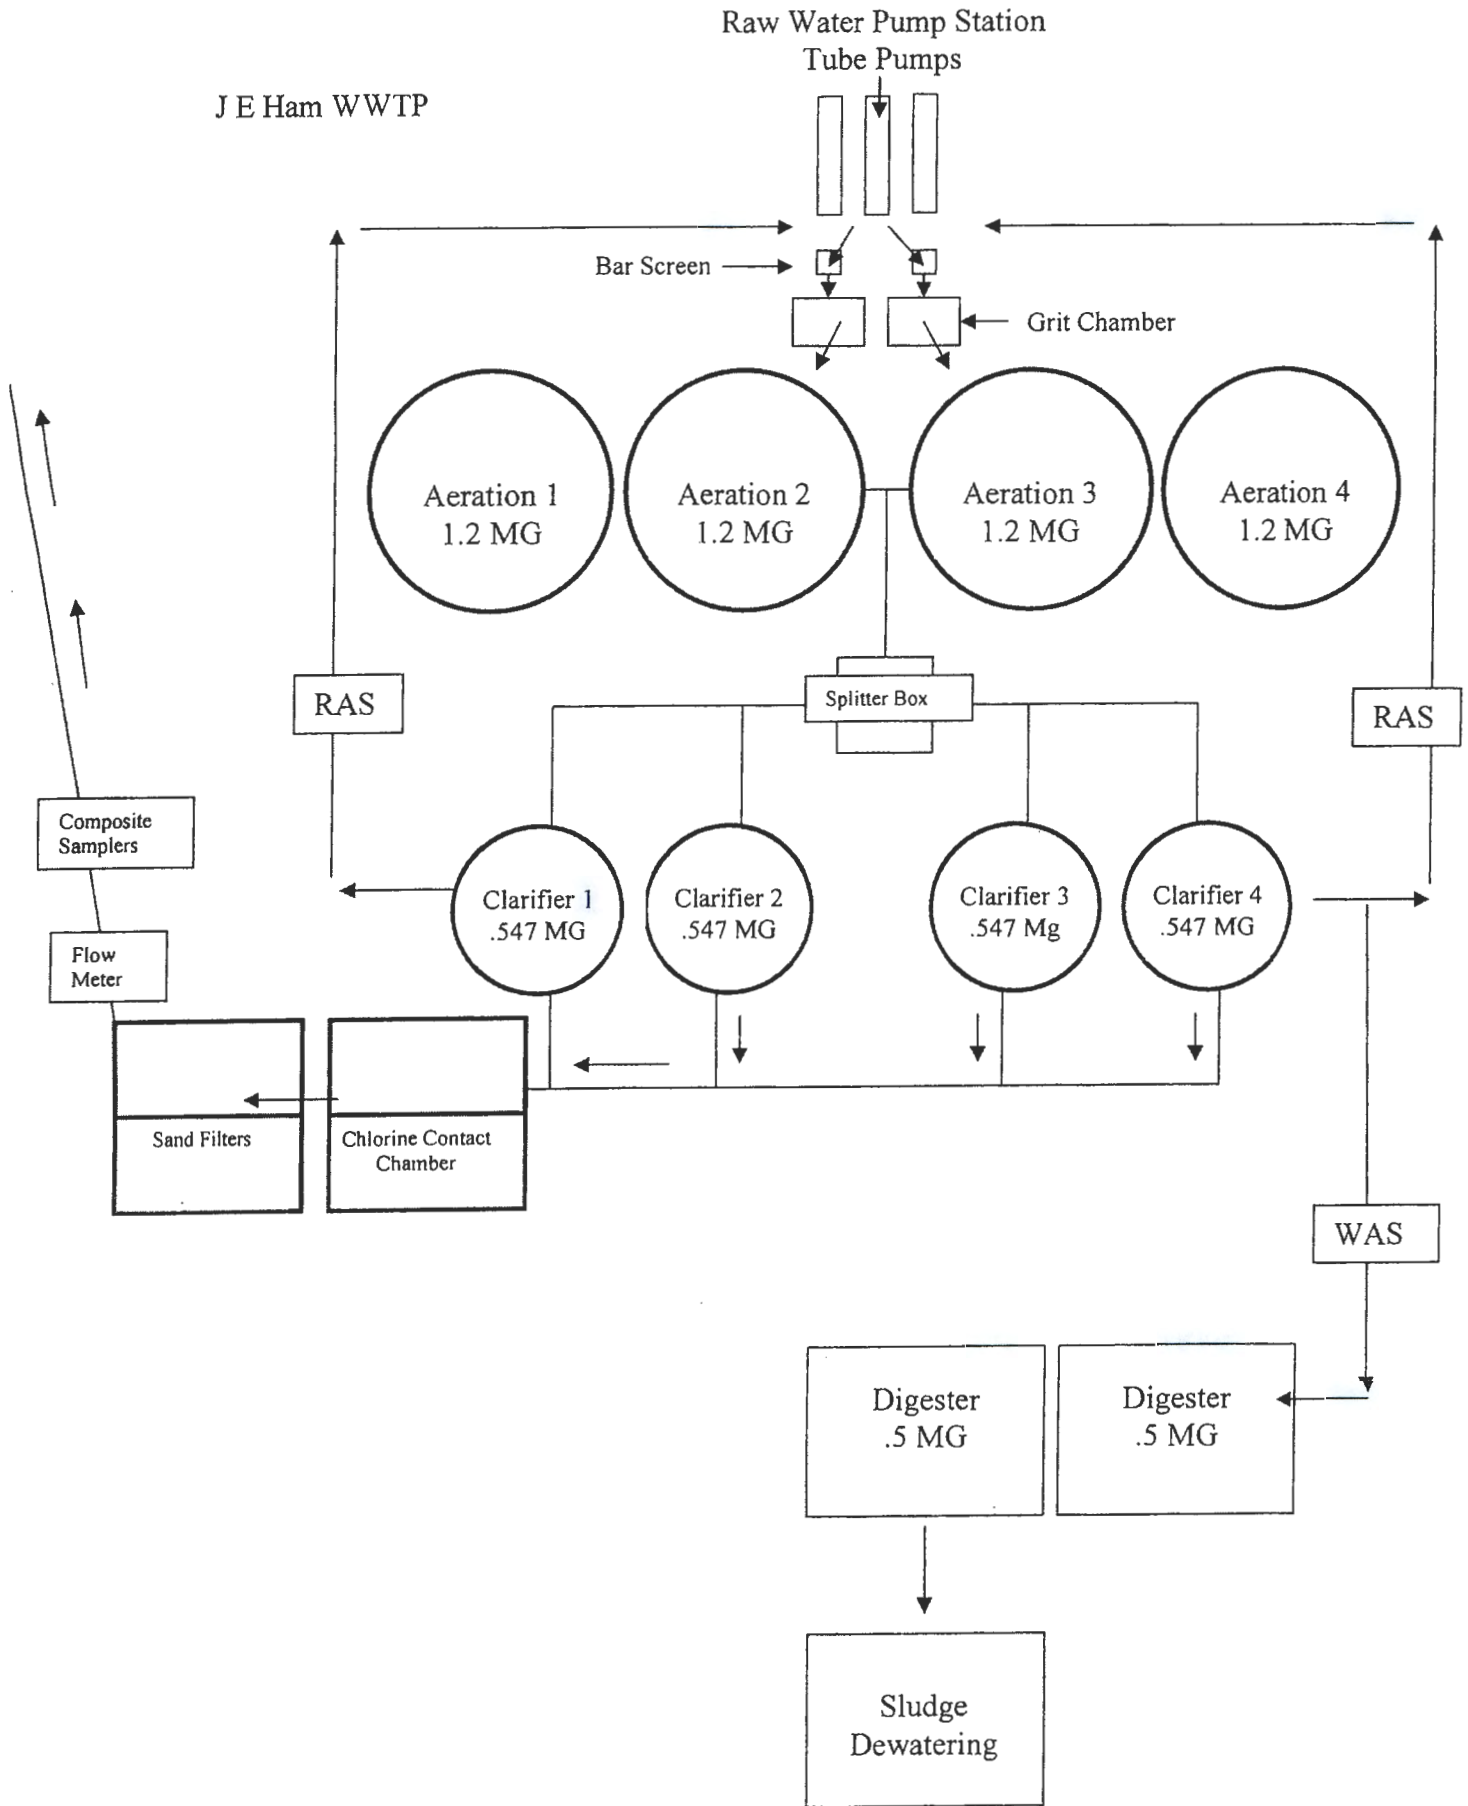 Raw Water Pump Station
Tube Pumps
J E Ham WWTP
Bar Screen
Grit Chamber
Aeration 1
1.2 MG
Aeration 2
1.2 MG
Aeration 3
1.2 MG
Aeration 4
1.2 MG
RAS
Splitter Box
RAS
Composite
Samplers
Clarifier 1
.547 MG
Clarifier 2
.547 MG
Clarifier 3
.547 Mg
Clarifier 4
.547 MG
Flow
Meter
Sand Filters
Chlorine Contact
Chamber
WAS
Digester
.5 MG
Digester
.5 MG
Sludge
Dewatering